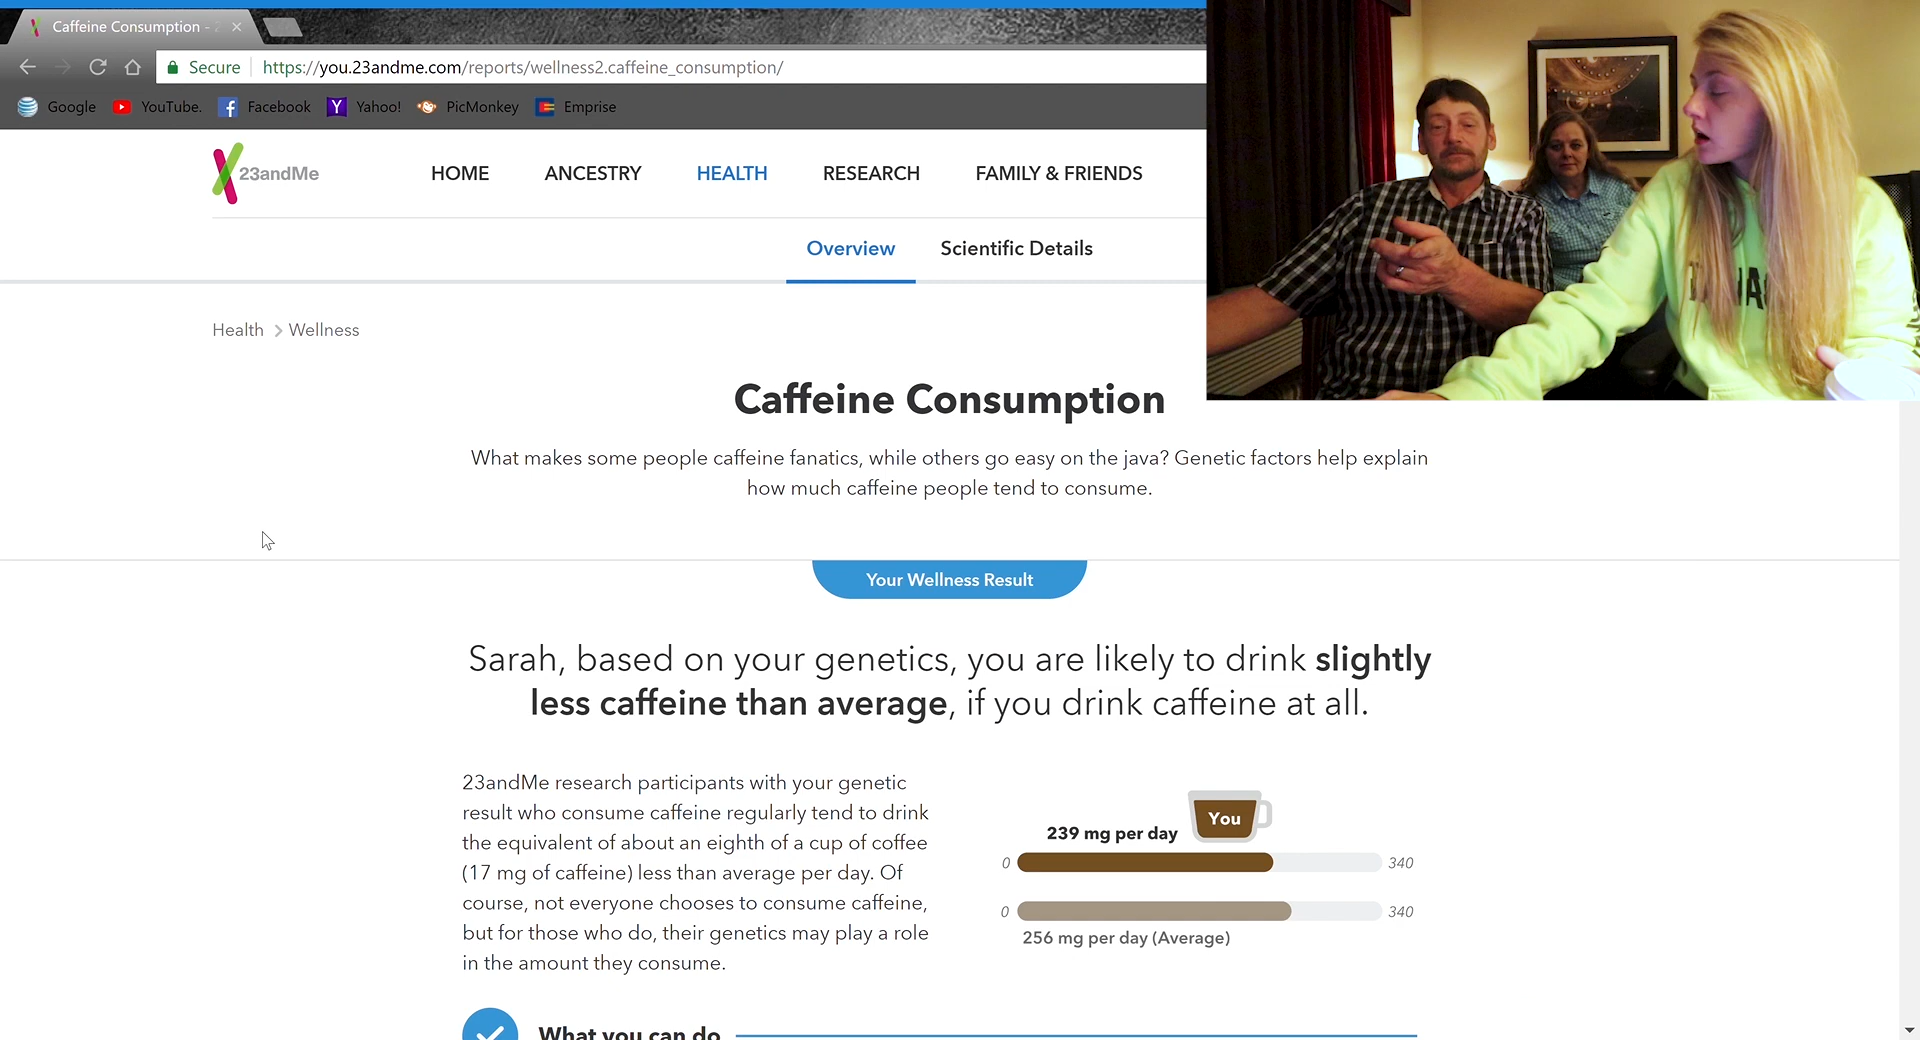 Caffeine Consumption -
Secure
https://you.23andme.com/reports/wellness2.caffeine_consumption/
Google YouTube. Facebook Yahoo! PicMonkey Emprise
23andMe
HOME ANCESTRY HEALTH RESEARCH FAMILY & FRIENDS
Overview Scientific Details
Health > Wellness
Caffeine Consumption
What makes some people caffeine fanatics, while others go easy on the java? Genetic factors help explain
how much caffeine people tend to consume.
Your Wellness Result
Sarah, based on your genetics, you are likely to drink slightly
less caffeine than average, if you drink caffeine at all.
23andMe research participants with your genetic
result who consume caffeine regularly tend to drink
the equivalent of about an eighth of a cup of coffee
(17 mg of caffeine) less than average per day. Of
course, not everyone chooses to consume caffeine,
but for those who do, their genetics may play a role
in the amount they consume.
You
239 mg per day
0 340
0 340
256 mg per day (Average)
What you can do